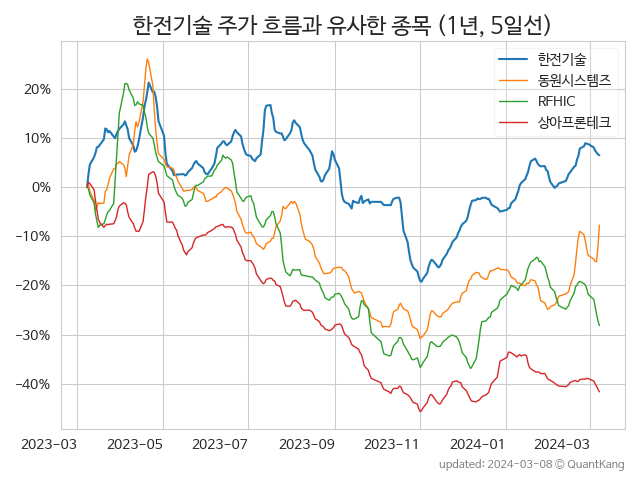 한전기술 주가 흐름과 유사한 종목 (1년, 5일선)
한전기술
동원시스템즈
RFHIC
상아프론테크
20%
10%
0%
−10%
−20%
−30%
−40%
2023-03 2023-05 2023-07 2023-09 2023-11 2024-01 2024-03
updated: 2024-03-08 © QuantKang